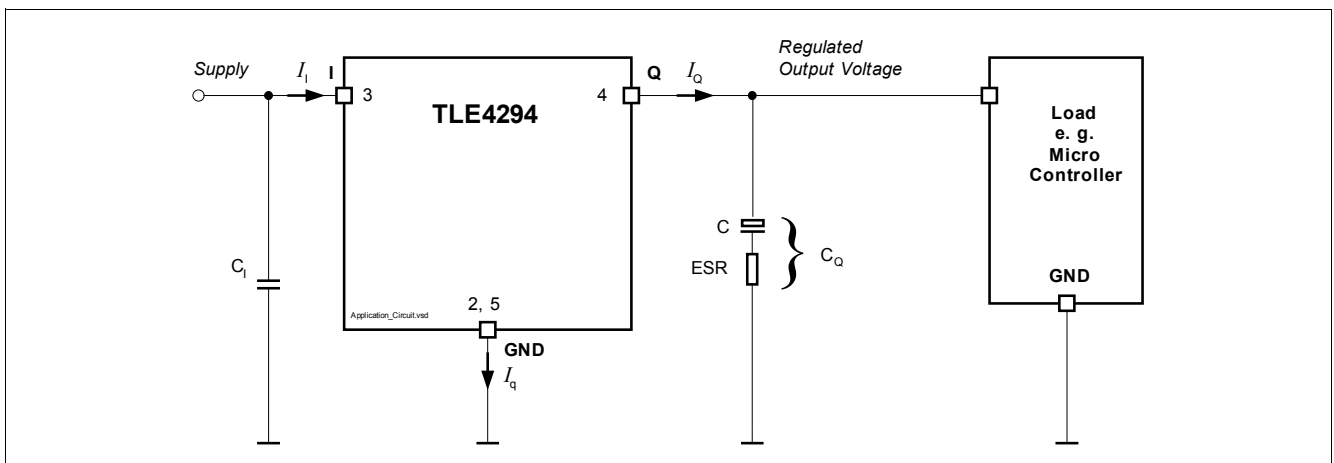 Supply
I_I
I
3
TLE4294
Q
4
I_Q
Regulated
Output Voltage
Load
e. g.
Micro
Controller
GND
C_I
C
ESR
C_Q
2, 5
Application_Circuit.vsd
GND
I_q